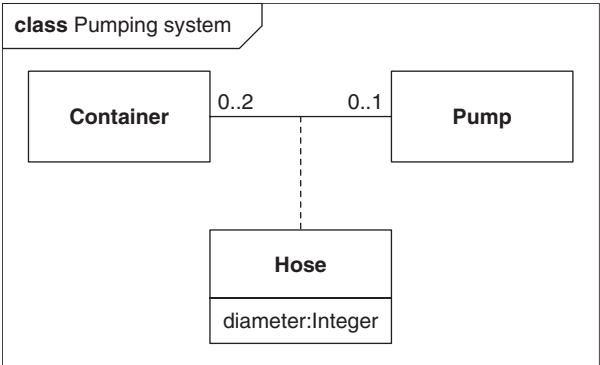 class Pumping system
Container
0..2
0..1
Pump
Hose
diameter:Integer